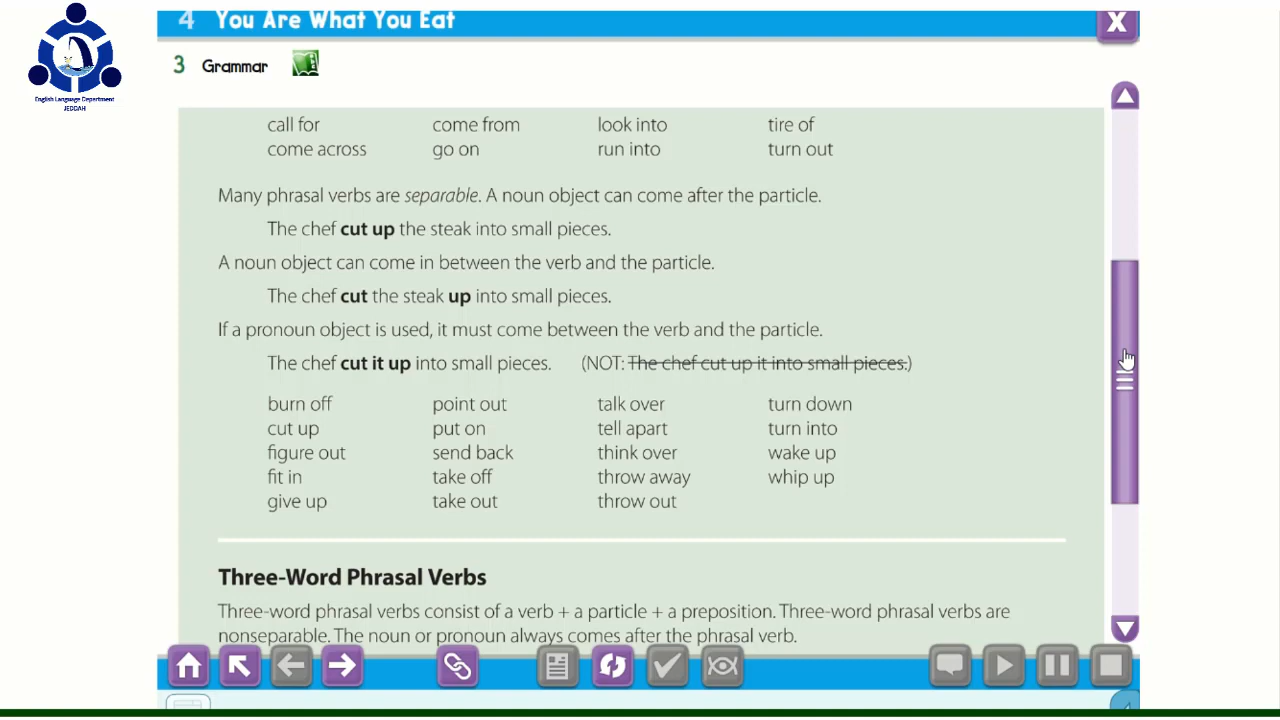 4 You Are What You Eat
X
English Language Department
JEDDAH
3 Grammar
call for come from look into tire of
come across go on run into turn out
Many phrasal verbs are separable. A noun object can come after the particle.
The chef cut up the steak into small pieces.
A noun object can come in between the verb and the particle.
The chef cut the steak up into small pieces.
If a pronoun object is used, it must come between the verb and the particle.
The chef cut it up into small pieces. (NOT: The chef cut up it into small pieces.)
burn off point out talk over turn down
cut up put on tell apart turn into
figure out send back think over wake up
fit in take off throw away whip up
give up take out throw out
Three-Word Phrasal Verbs
Three-word phrasal verbs consist of a verb + a particle + a preposition. Three-word phrasal verbs are
nonseparable. The noun or pronoun always comes after the phrasal verb.